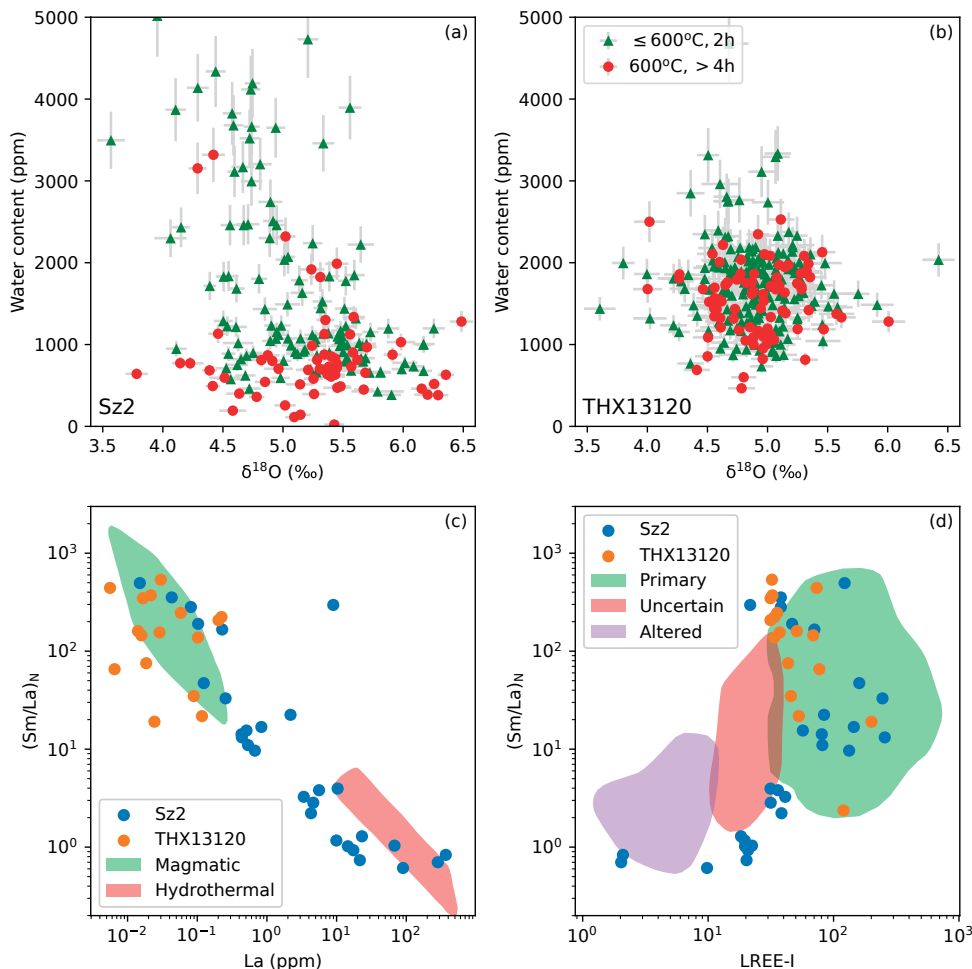 (a)
5000
4000
3000
2000
1000
0
Water content (ppm)
3.5 4.0 4.5 5.0 5.5 6.0 6.5
δ¹⁸O (‰)
Sz2
(b)
≤ 600°C, 2h
600°C, > 4h
5000
4000
3000
2000
1000
0
Water content (ppm)
3.5 4.0 4.5 5.0 5.5 6.0 6.5
δ¹⁸O (‰)
THX13120
(c)
10³
10²
10¹
10⁰
(Sm/La)N
Sz2
THX13120
Magmatic
Hydrothermal
10⁻² 10⁻¹ 10⁰ 10¹ 10²
La (ppm)
(d)
Sz2
THX13120
Primary
Uncertain
Altered
10³
10²
10¹
10⁰
(Sm/La)N
10⁰ 10¹ 10² 10³
LREE-I